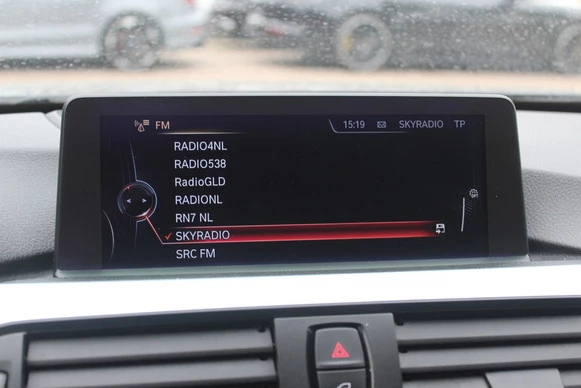 FM 15:19 SKYRADIO TP
RADIO4NL
RADIO538
RadioGLD
RADIONL
RN7 NL
SKYRADIO
SRC FM